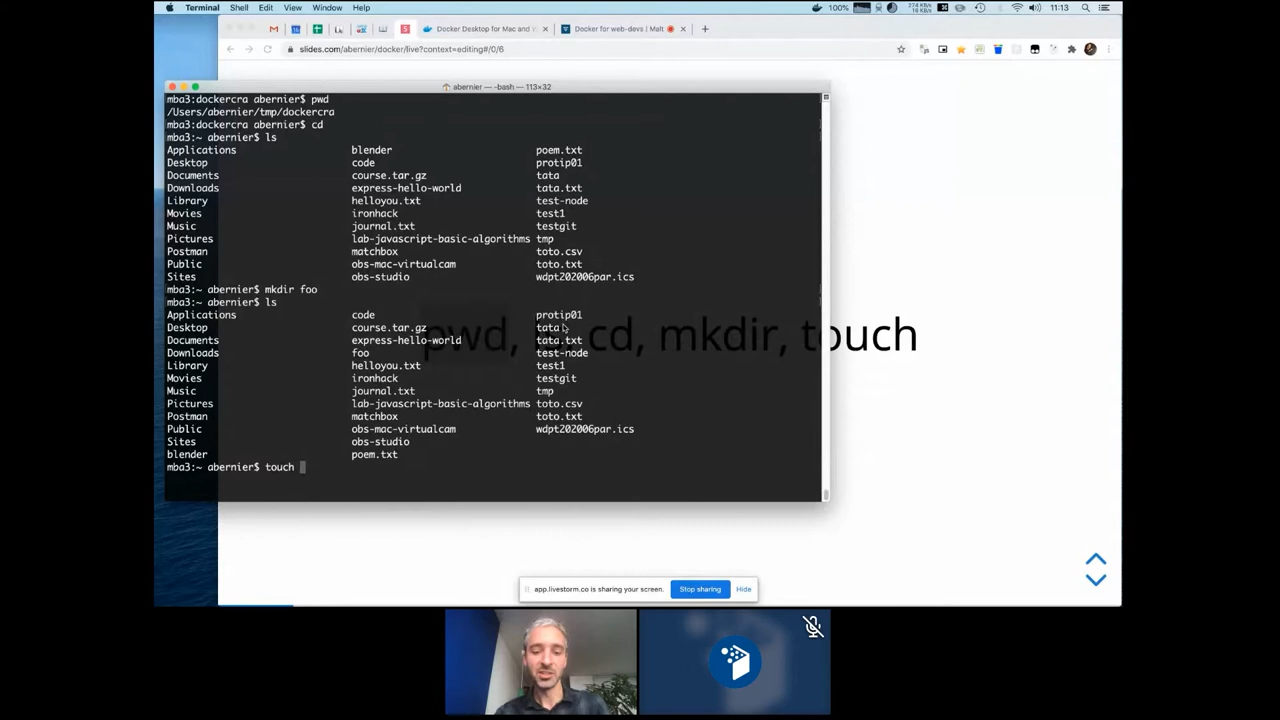 Terminal Shell Edit View Window Help 100% 274 KB 16 KB 11:13
Docker Desktop for Mac and Docker for web-devs | Malt
slides.com/abernier/docker/live?context=editing#/0/6
abernier — -bash — 113×32
mba3:dockercra abernier$ pwd
/Users/abernier/tmp/dockercra
mba3:dockercra abernier$ cd
mba3:~ abernier$ ls
Applications blender poem.txt
Desktop code protip01
Documents course.tar.gz tata
Downloads express-hello-world tata.txt
Library helloyou.txt test-node
Movies ironhack test1
Music journal.txt testgit
Pictures lab-javascript-basic-algorithms tmp
Postman matchbox toto.csv
Public obs-mac-virtualcam toto.txt
Sites obs-studio wdpt202006par.ics
mba3:~ abernier$ mkdir foo
mba3:~ abernier$ ls
Applications code protip01
Desktop course.tar.gz tata
Documents express-hello-world tata.txt
Downloads foo test-node
Library helloyou.txt test1
Movies ironhack testgit
Music journal.txt tmp
Pictures lab-javascript-basic-algorithms toto.csv
Postman matchbox toto.txt
Public obs-mac-virtualcam wdpt202006par.ics
Sites obs-studio
blender poem.txt
mba3:~ abernier$ touch
pwd, ls, cd, mkdir, touch
app.livestorm.co is sharing your screen. Stop sharing Hide